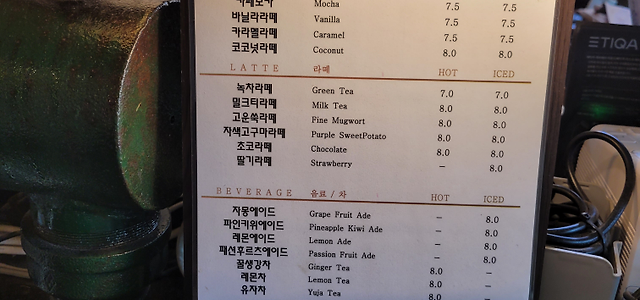 카페모카 Mocha 7.5 7.5
바닐라라떼 Vanilla 7.5 7.5
카라멜라떼 Caramel 7.5 7.5
코코넛라떼 Coconut 8.0 8.0
LATTE 라떼 HOT ICED
녹차라떼 Green Tea 7.0 7.0
밀크티라떼 Milk Tea 8.0 8.0
고운쑥라떼 Fine Mugwort 8.0 8.0
자색고구마라떼 Purple SweetPotato 8.0 8.0
초코라떼 Chocolate 8.0 8.0
딸기라떼 Strawberry – 8.0
BEVERAGE 음료/차 HOT ICED
자몽에이드 Grape Fruit Ade – 8.0
파인키위에이드 Pineapple Kiwi Ade – 8.0
레몬에이드 Lemon Ade – 8.0
패션후르츠에이드 Passion Fruit Ade – 8.0
꿀생강차 Ginger Tea 8.0 –
레몬차 Lemon Tea 8.0 –
유자차 Yuja Tea 8.0 –
ETIQA